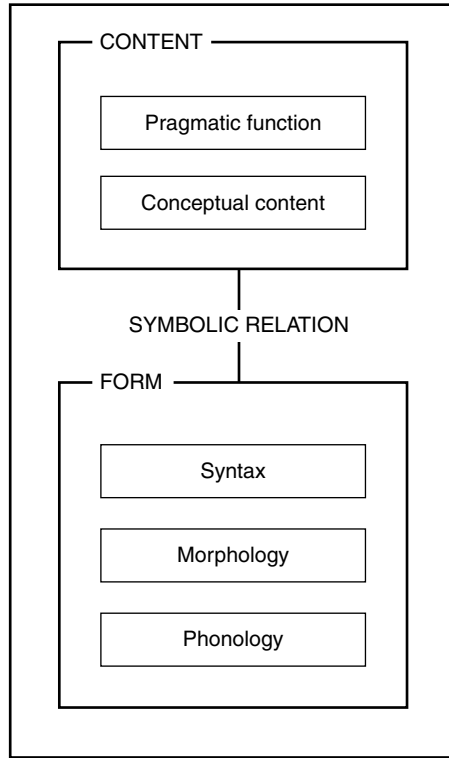 CONTENT
Pragmatic function
Conceptual content
SYMBOLIC RELATION
FORM
Syntax
Morphology
Phonology